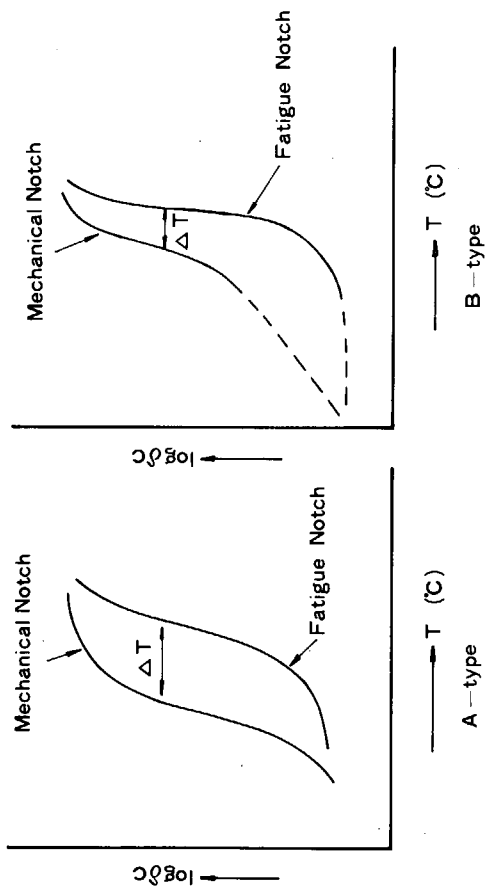 Mechanical Notch
ΔT
Fatigue Notch
log δC
T (℃)
A-type
Mechanical Notch
ΔT
Fatigue Notch
log δC
T (℃)
B-type